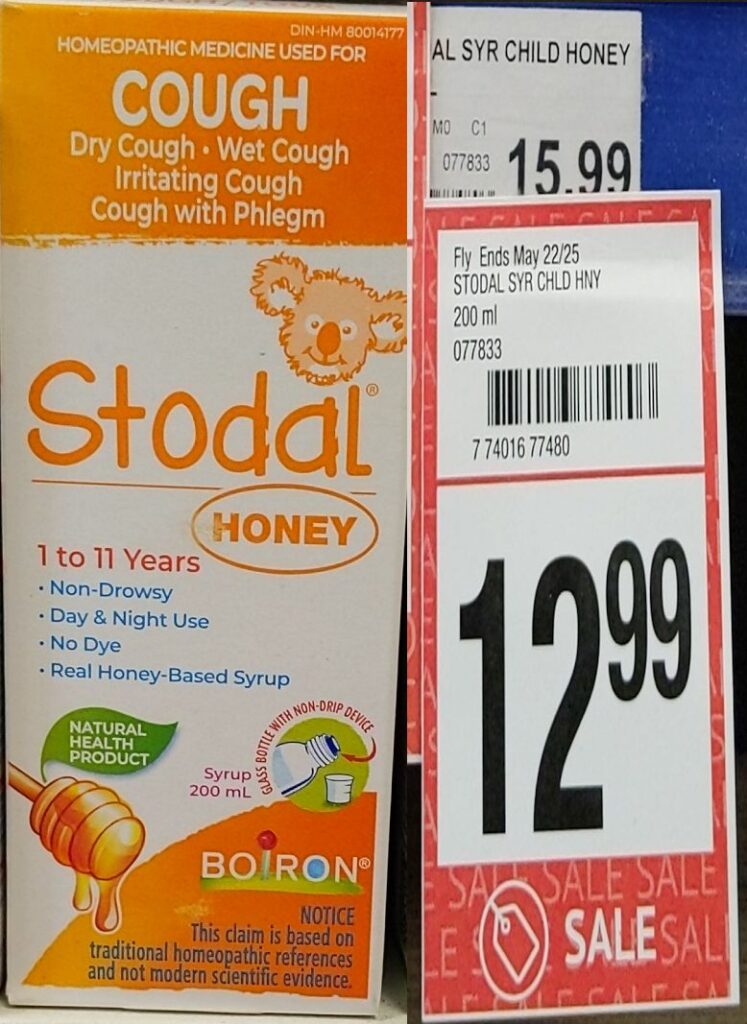 DIN-HM 80014177
HOMEOPATHIC MEDICINE USED FOR
COUGH
Dry Cough • Wet Cough
Irritating Cough
Cough with Phlegm
Stodal®
HONEY
1 to 11 Years
• Non-Drowsy
• Day & Night Use
• No Dye
• Real Honey-Based Syrup
NATURAL
HEALTH
PRODUCT
GLASS BOTTLE WITH NON-DRIP DEVICE
Syrup
200 mL
BOIRON®
NOTICE
This claim is based on
traditional homeopathic references
and not modern scientific evidence.
AL SYR CHILD HONEY
M0 C1
077833 15.99
Fly Ends May 22/25
STODAL SYR CHLD HNY
200 ml
077833
7 74016 77480
12 99
SALE SALE SALE
SALE SAL